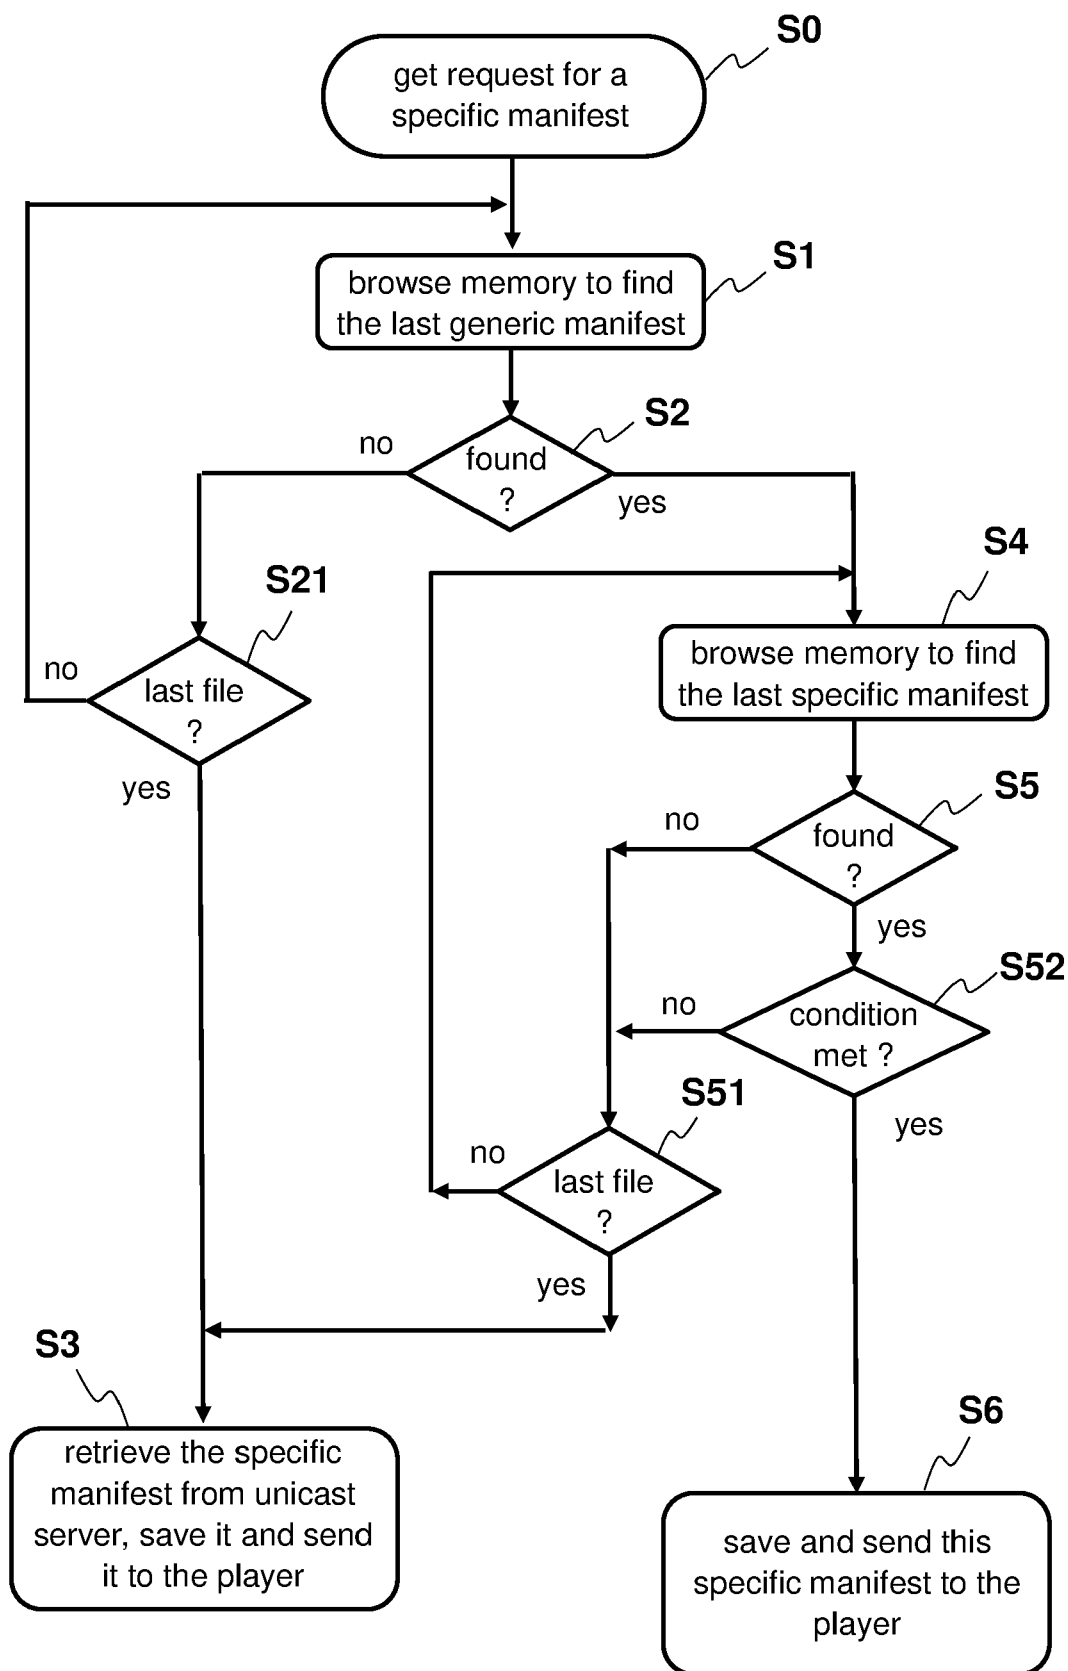 S0
get request for a
specific manifest
S1
browse memory to find
the last generic manifest
S2
no
found
?
yes
S4
S21
browse memory to find
the last specific manifest
no
last file
?
yes
S5
no
found
?
yes
S52
no
condition
met ?
S51
yes
no
last file
?
yes
S3
retrieve the specific
manifest from unicast
server, save it and send
it to the player
S6
save and send this
specific manifest to the
player